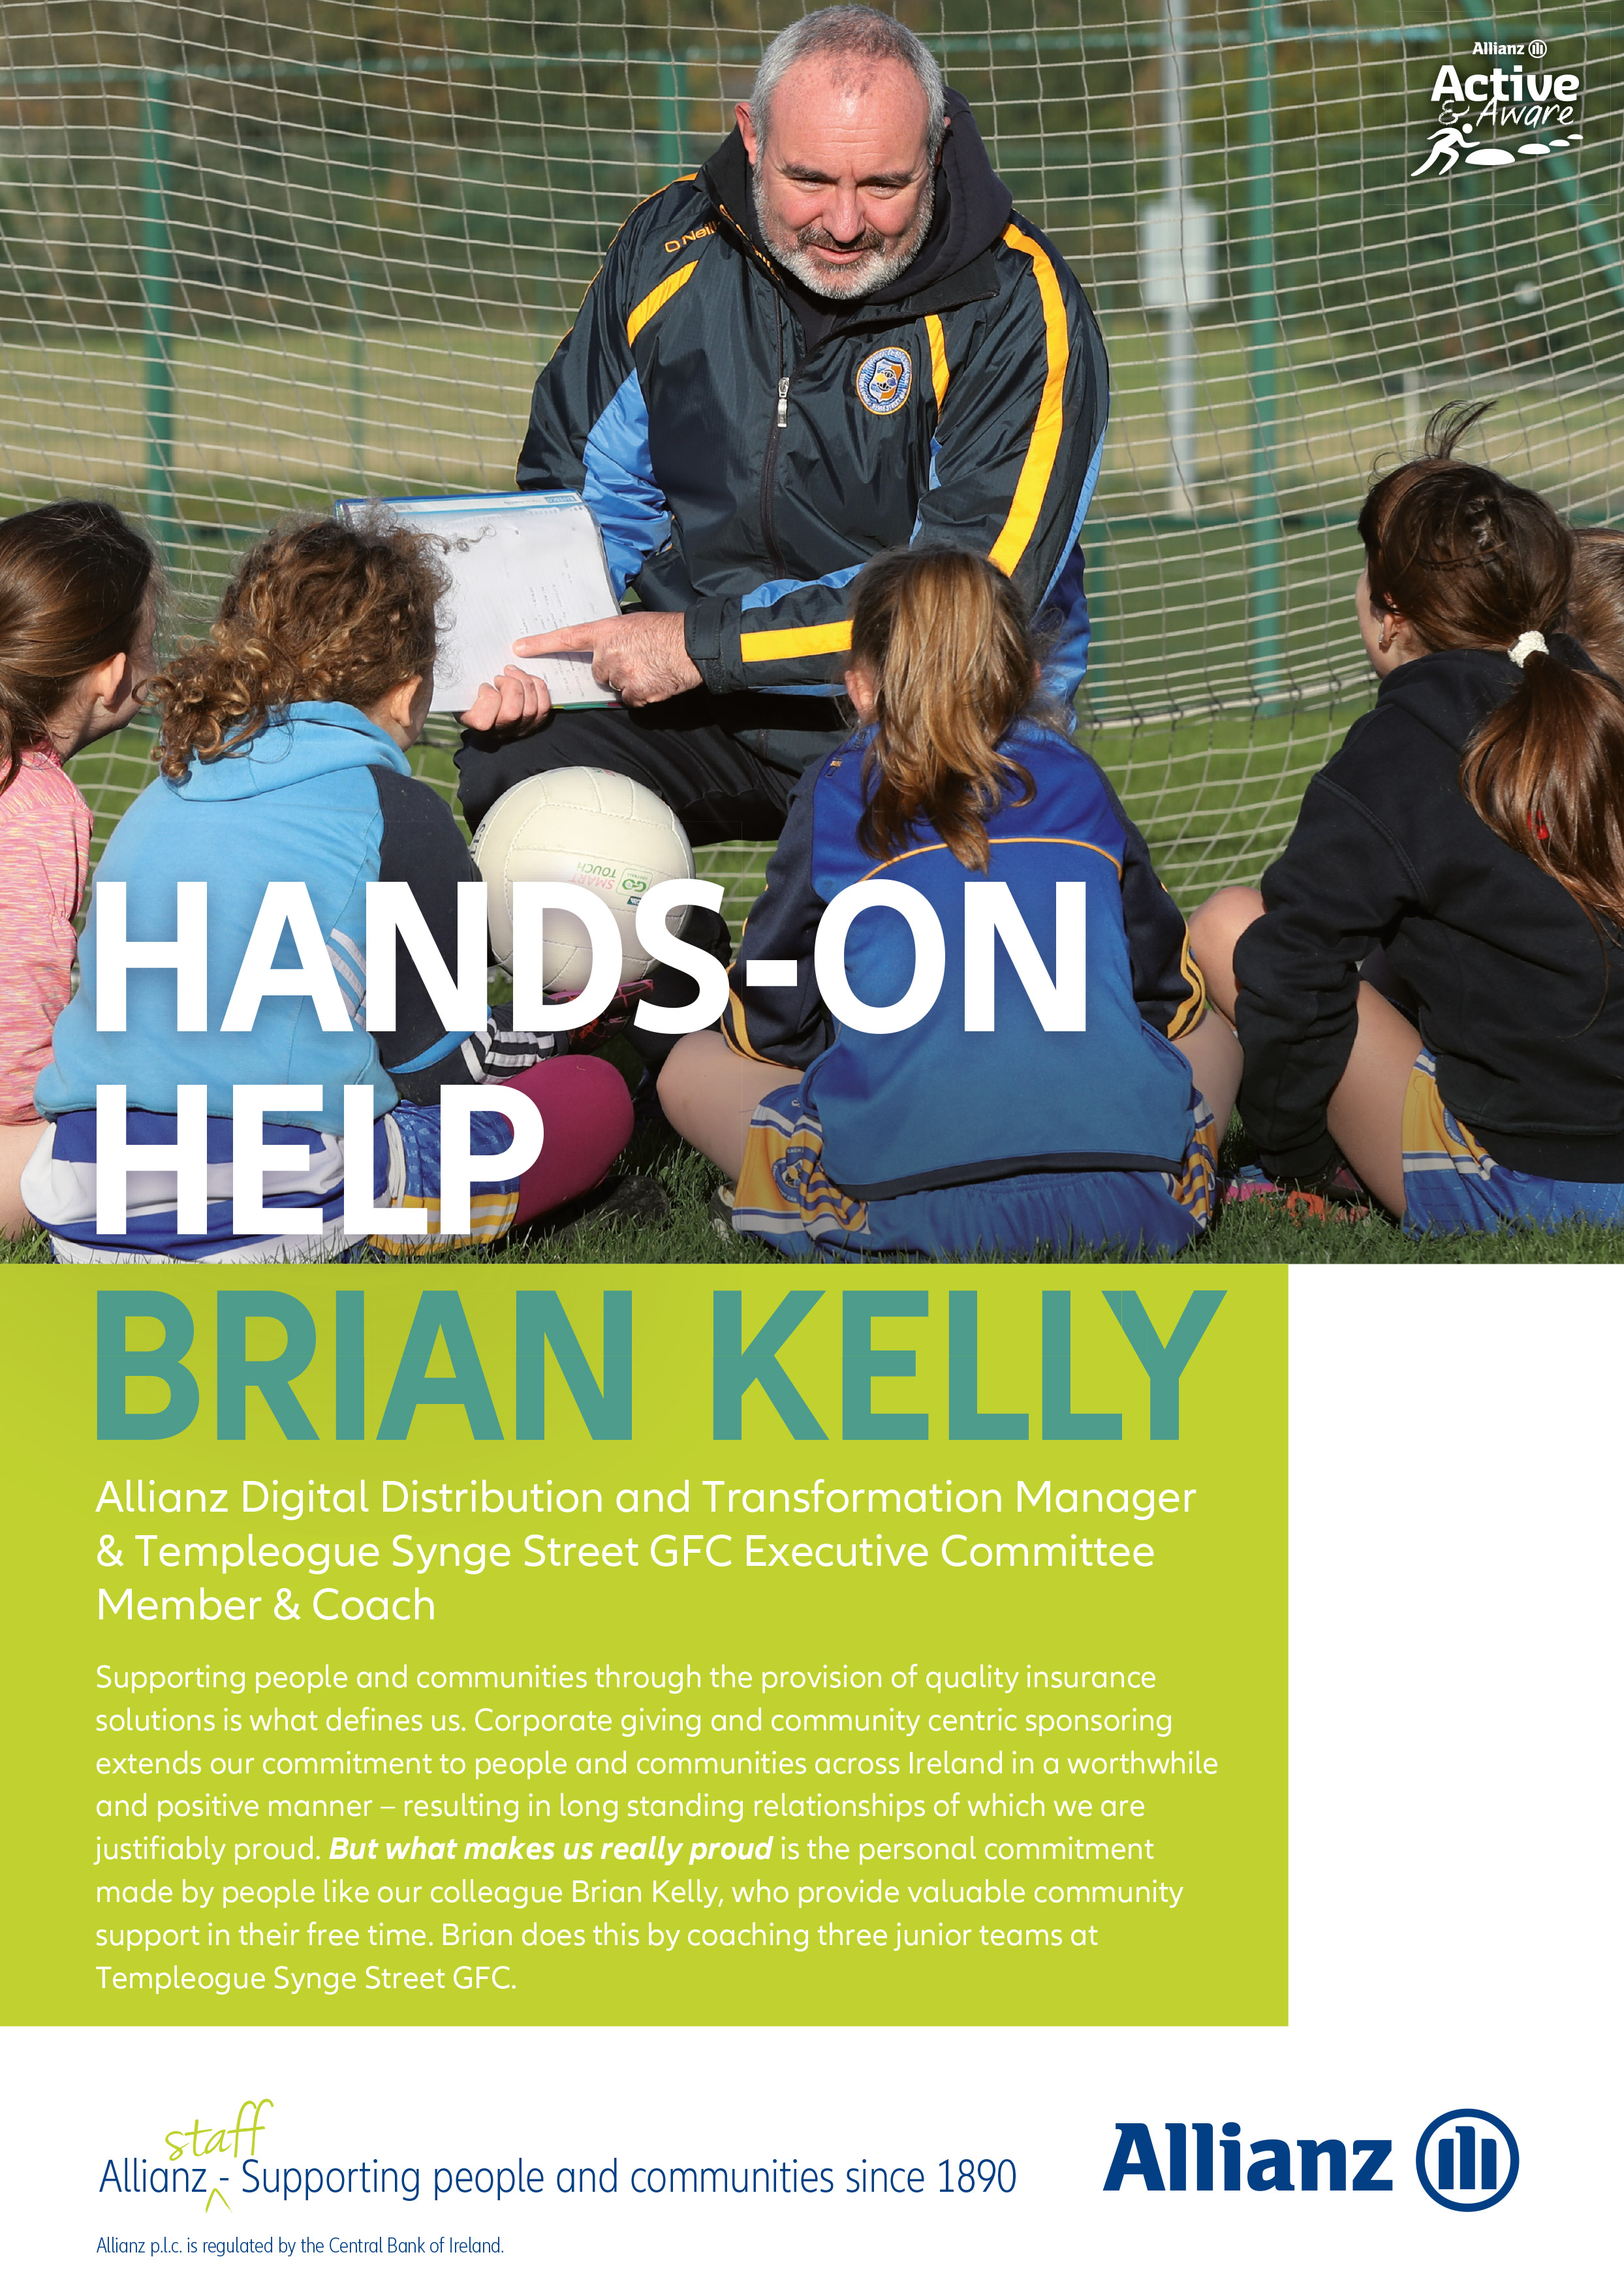 Allianz
Active
& Aware
O'Neill
SMART
TOUCH
GO
HANDS-ON
HELP
BRIAN KELLY
Allianz Digital Distribution and Transformation Manager
& Templeogue Synge Street GFC Executive Committee
Member & Coach
Supporting people and communities through the provision of quality insurance
solutions is what defines us. Corporate giving and community centric sponsoring
extends our commitment to people and communities across Ireland in a worthwhile
and positive manner – resulting in long standing relationships of which we are
justifiably proud. But what makes us really proud is the personal commitment
made by people like our colleague Brian Kelly, who provide valuable community
support in their free time. Brian does this by coaching three junior teams at
Templeogue Synge Street GFC.
staff
Allianz - Supporting people and communities since 1890
Allianz
Allianz p.l.c. is regulated by the Central Bank of Ireland.